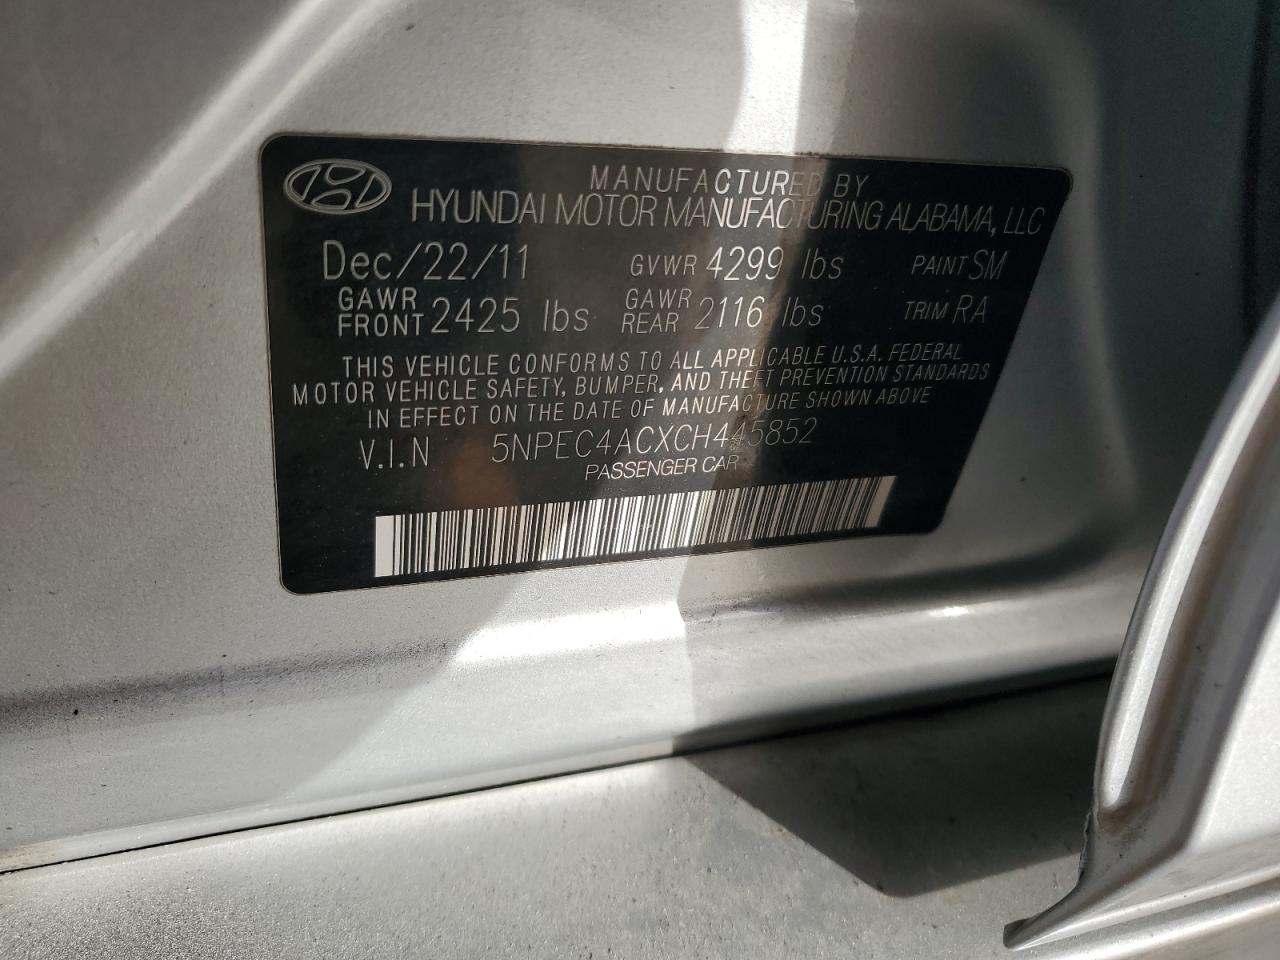 MANUFACTURED BY
HYUNDAI MOTOR MANUFACTURING ALABAMA, LLC
Dec/22/11 GVWR 4299 lbs PAINT SM
GAWR FRONT 2425 lbs GAWR REAR 2116 lbs TRIM RA
THIS VEHICLE CONFORMS TO ALL APPLICABLE U.S.A. FEDERAL
MOTOR VEHICLE SAFETY, BUMPER, AND THEFT PREVENTION STANDARDS
IN EFFECT ON THE DATE OF MANUFACTURE SHOWN ABOVE
V.I.N 5NPEC4ACXCH445852
PASSENGER CAR